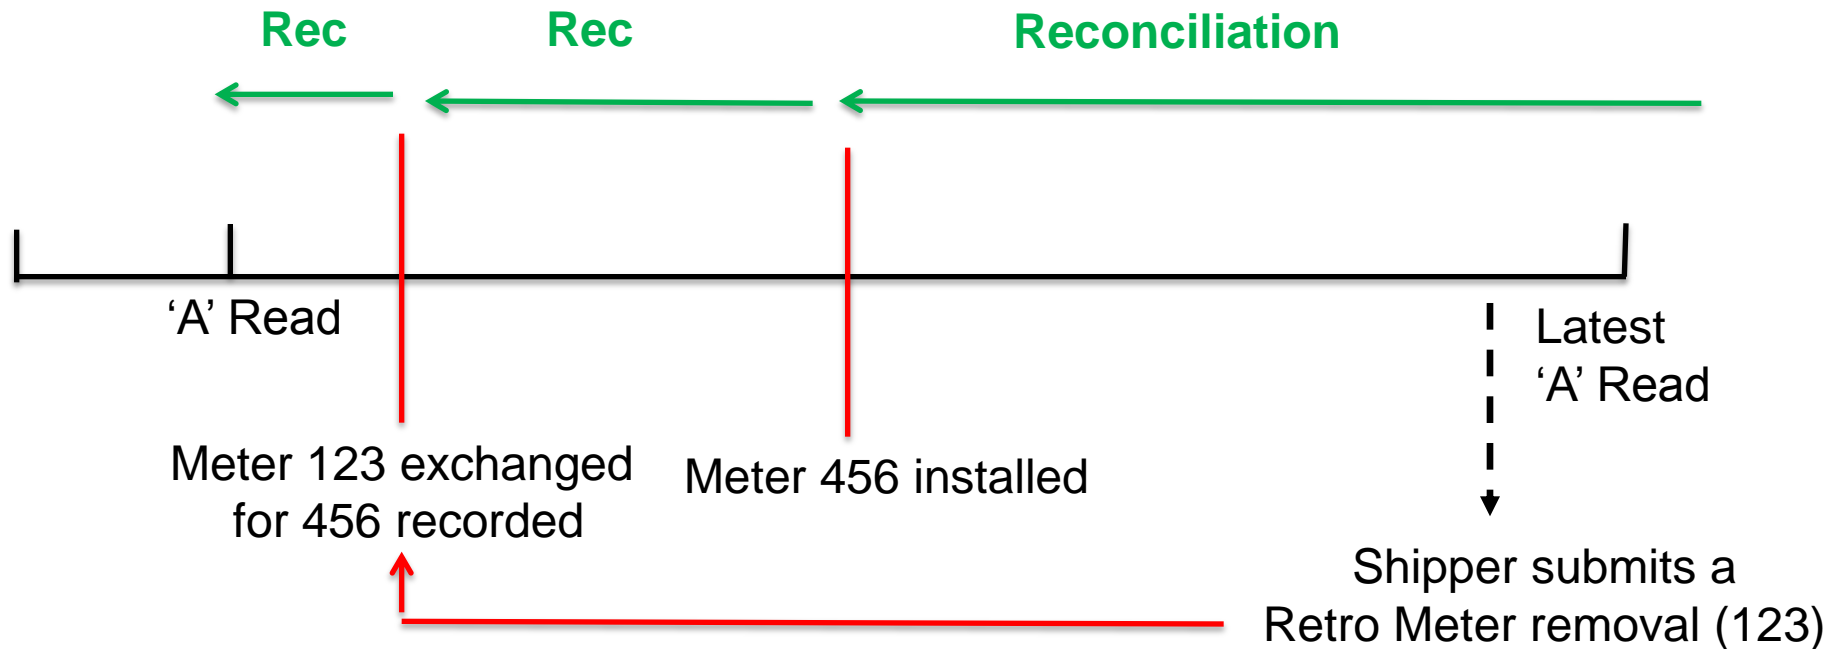 Rec
Rec
Reconciliation
‘A’ Read
Latest
‘A’ Read
Meter 123 exchanged
for 456 recorded
Meter 456 installed
Shipper submits a
Retro Meter removal (123)